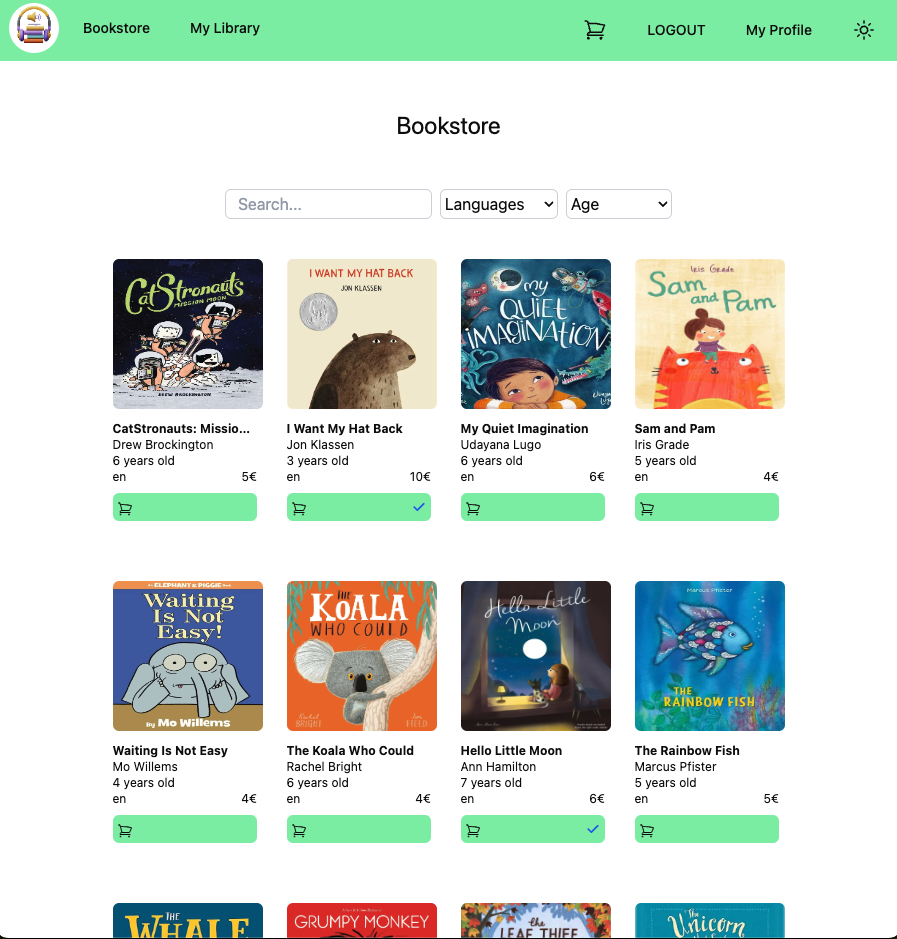 Bookstore
My Library
LOGOUT
My Profile
Bookstore
Search...
Languages
Age
CatStronauts
MISSION MOON
DREW BROCKINGTON
I WANT MY HAT BACK
JON KLASSEN
my
QUIET
IMAGINATION
Udayana
Lugo
Iris Grade
Sam
and Pam
CatStronauts: Missio...
Drew Brockington
6 years old
en
5€
I Want My Hat Back
Jon Klassen
3 years old
en
10€
My Quiet Imagination
Udayana Lugo
6 years old
en
6€
Sam and Pam
Iris Grade
5 years old
en
4€
An ELEPHANT & PIGGIE Book
Waiting
Is Not
Easy!
By Mo Willems
THE
KOALA
WHO COULD
Rachel
BRIGHT
Jim
FIELD
Hello Little
Moon
Marcus Pfister
THE
RAINBOW FISH
Waiting Is Not Easy
Mo Willems
4 years old
en
4€
The Koala Who Could
Rachel Bright
6 years old
en
4€
Hello Little Moon
Ann Hamilton
7 years old
en
6€
The Rainbow Fish
Marcus Pfister
5 years old
en
5€
THE
WHALE
GRUMPY MONKEY
the
LEAF THIEF
The
Unicorn